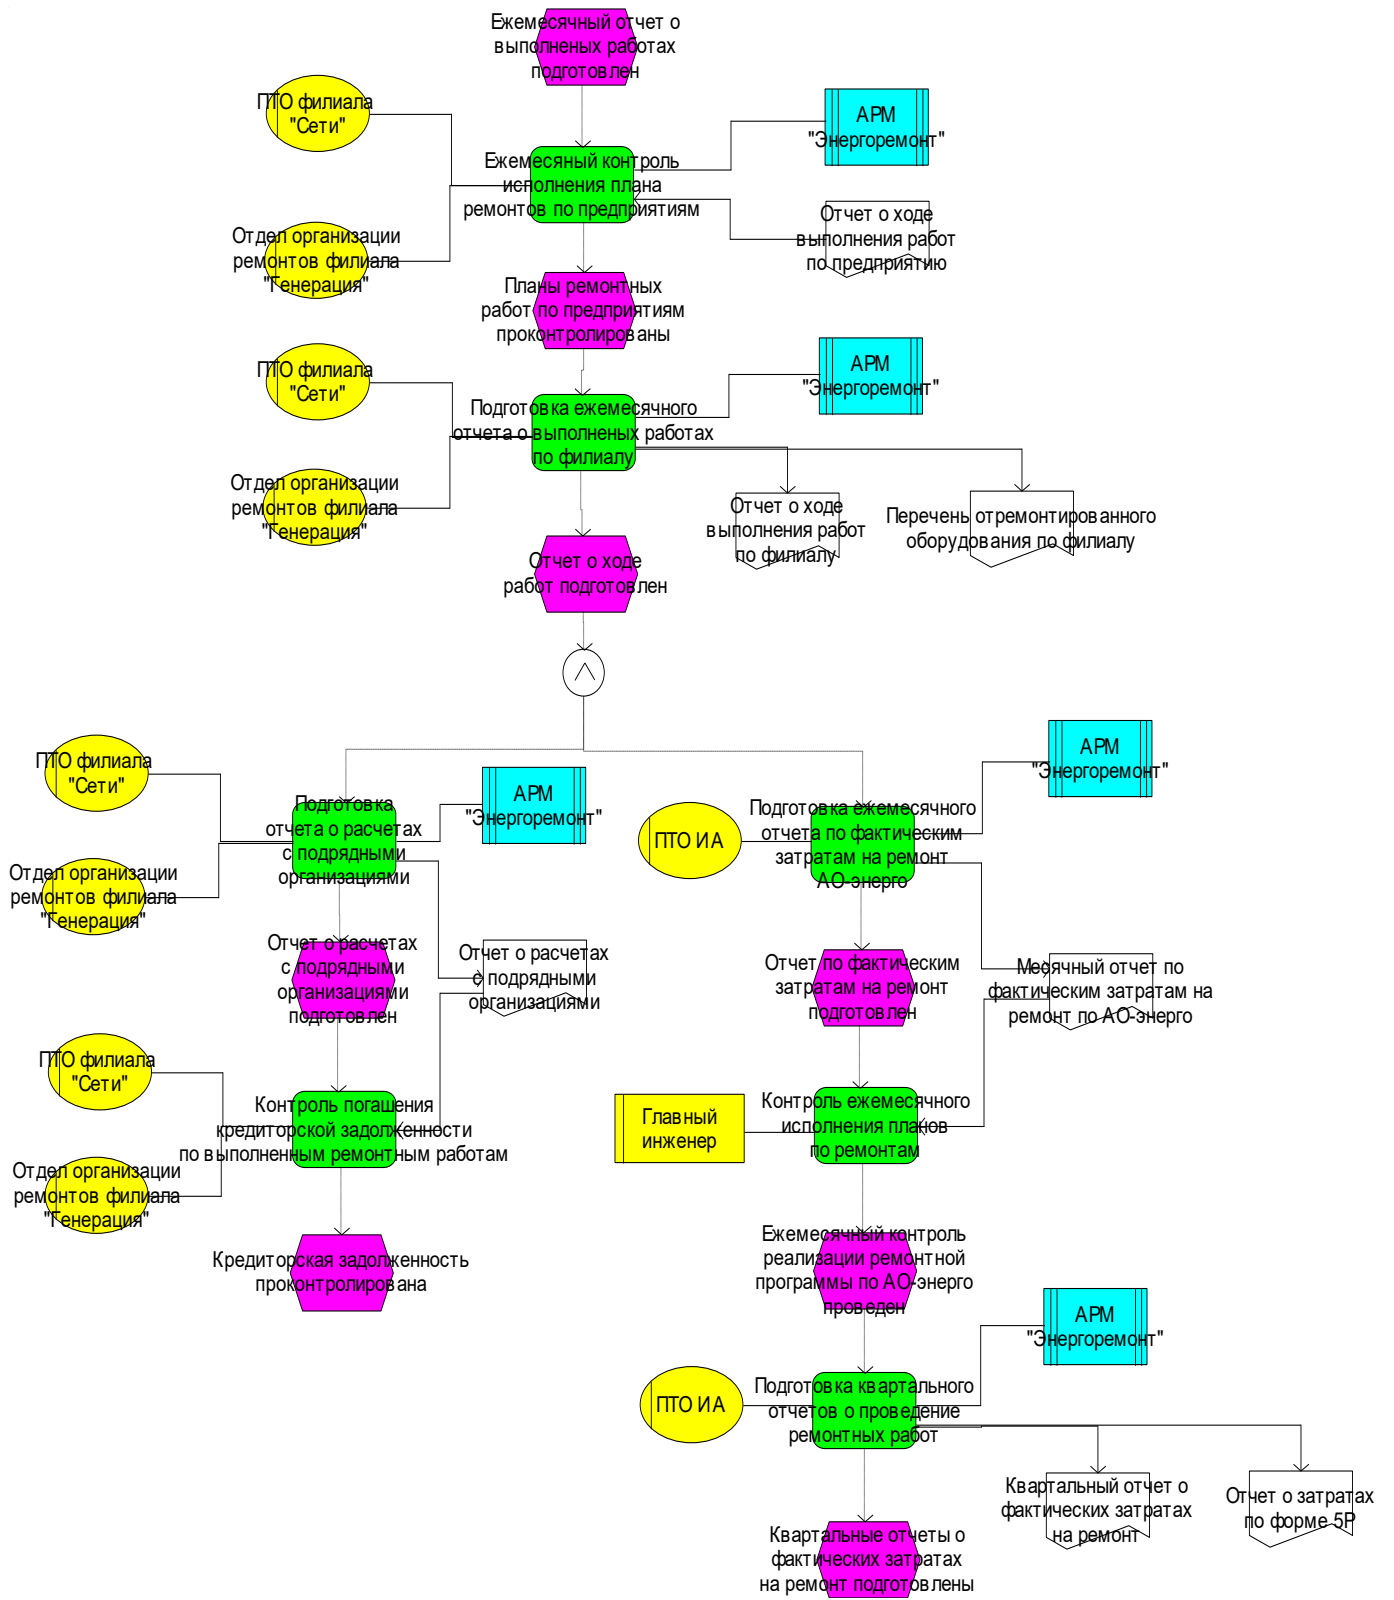 Ежемесячный отчет о
выполненых работах
подготовлен
ПТО филиала
"Сети"
АРМ
"Энергоремонт"
Ежемесяный контроль
исполнения плана
ремонтов по предприятиям
Отчет о ходе
выполнения работ
по предприятию
Отдел организации
ремонтов филиала
"Генерация"
Планы ремонтных
работ по предприятиям
проконтролированы
ПТО филиала
"Сети"
АРМ
"Энергоремонт"
Подготовка ежемесячного
отчета о выполненых работах
по филиалу
Отдел организации
ремонтов филиала
"Генерация"
Отчет о ходе
выполнения работ
по филиалу
Перечень отремонтированного
оборудования по филиалу
Отчет о ходе
работ подготовлен
ПТО филиала
"Сети"
АРМ
"Энергоремонт"
Подготовка
отчета о расчетах
с подрядными
организациями
Отдел организации
ремонтов филиала
"Генерация"
Отчет о расчетах
с подрядными
организациями
подготовлен
Отчет о расчетах
с подрядными
организациями
ПТО филиала
"Сети"
Контроль погашения
кредиторской задолженности
по выполненным ремонтным работам
Отдел организации
ремонтов филиала
"Генерация"
Кредиторская задолженность
проконтролирована
АРМ
"Энергоремонт"
ПТО ИА
Подготовка ежемесячного
отчета по фактическим
затратам на ремонт
АО-энерго
Отчет по фактическим
затратам на ремонт
подготовлен
Месячный отчет по
фактическим затратам на
ремонт по АО-энерго
Главный
инженер
Контроль ежемесячного
исполнения планов
по ремонтам
Ежемесячный контроль
реализации ремонтной
программы по АО-энерго
проведен
АРМ
"Энергоремонт"
ПТО ИА
Подготовка квартального
отчетов о проведение
ремонтных работ
Квартальный отчет о
фактических затратах
на ремонт
Отчет о затратах
по форме 5Р
Квартальные отчеты о
фактических затратах
на ремонт подготовлены